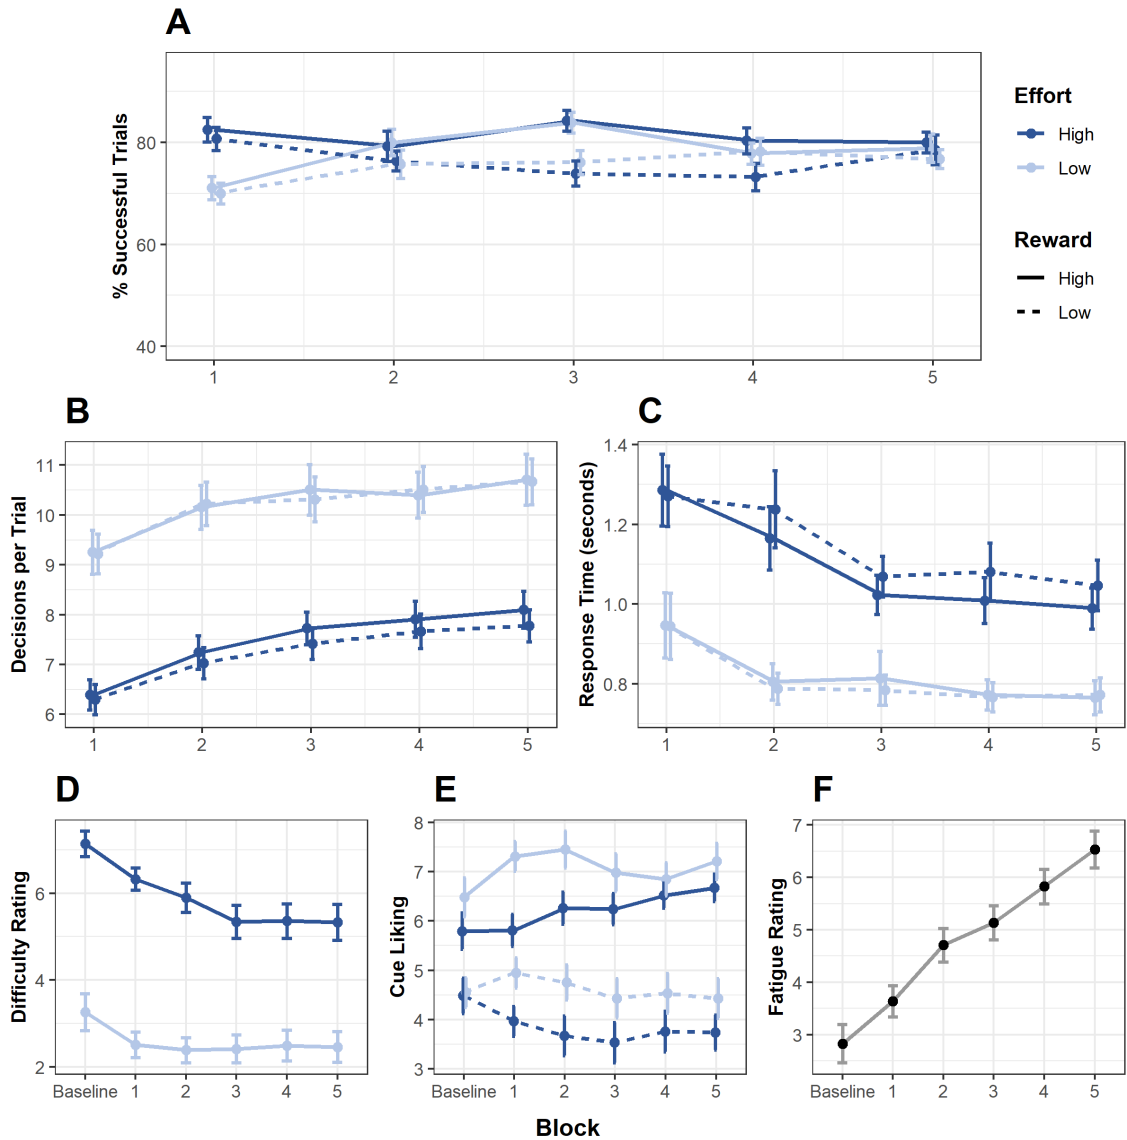 A
% Successful Trials
80
60
40
1 2 3 4 5
Effort
High
Low
Reward
High
Low
B
Decisions per Trial
11
10
9
8
7
6
1 2 3 4 5
C
Response Time (seconds)
1.4
1.2
1.0
0.8
1 2 3 4 5
D
Difficulty Rating
6
4
2
Baseline 1 2 3 4 5
E
Cue Liking
8
7
6
5
4
3
Baseline 1 2 3 4 5
F
Fatigue Rating
7
6
5
4
3
Baseline 1 2 3 4 5
Block